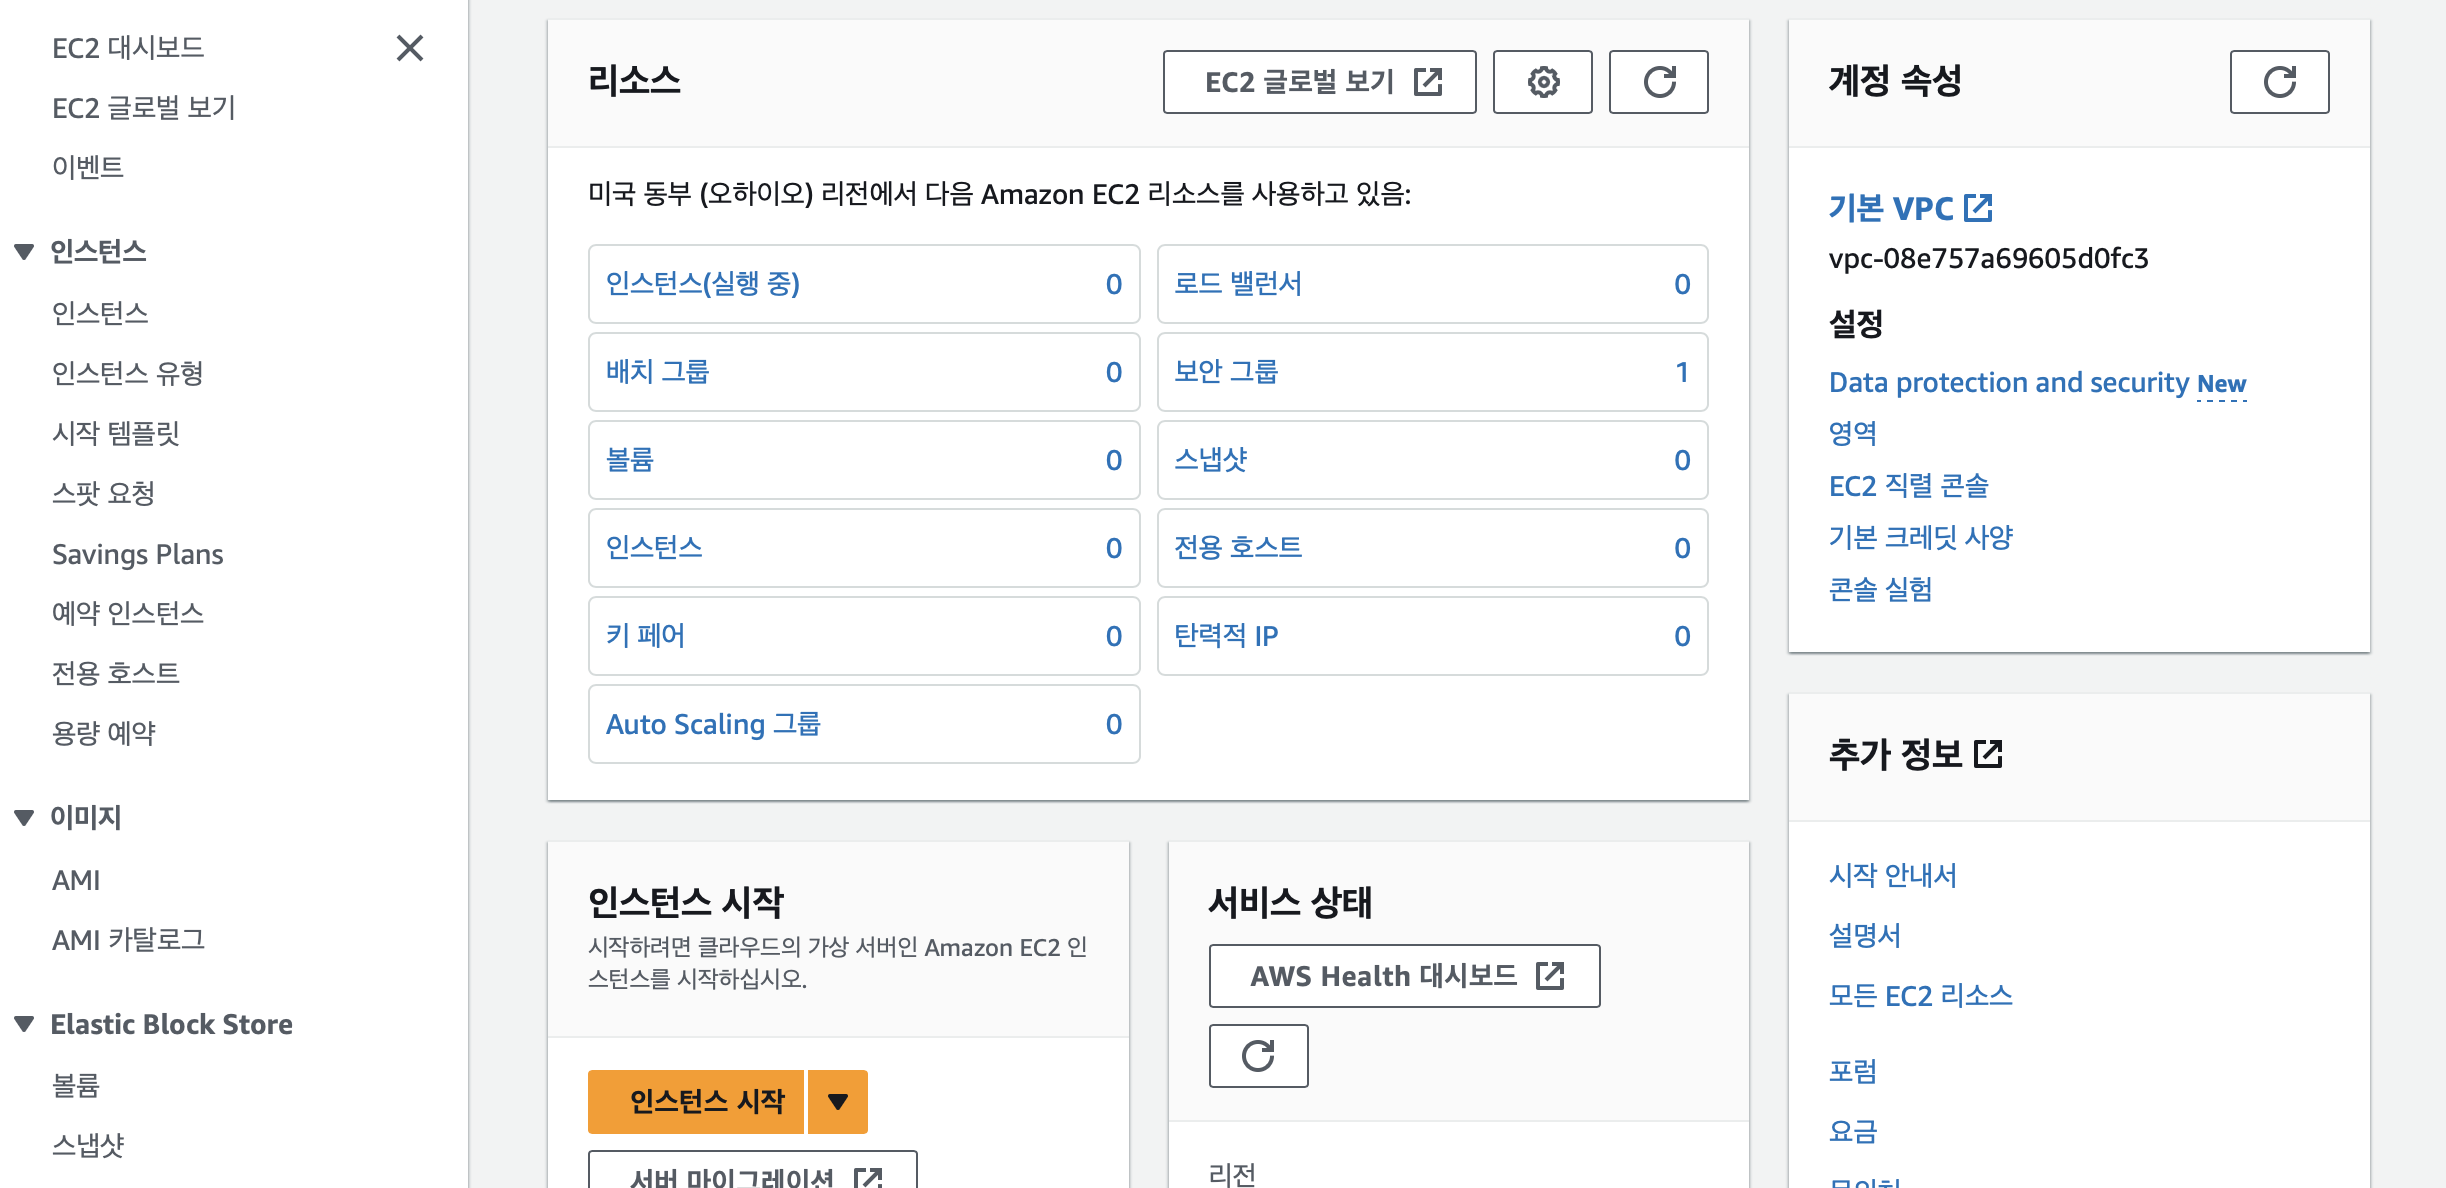 EC2 대시보드
EC2 글로벌 보기
이벤트
인스턴스
인스턴스
인스턴스 유형
시작 템플릿
스팟 요청
Savings Plans
예약 인스턴스
전용 호스트
용량 예약
이미지
AMI
AMI 카탈로그
Elastic Block Store
볼륨
스냅샷
리소스
EC2 글로벌 보기
미국 동부 (오하이오) 리전에서 다음 Amazon EC2 리소스를 사용하고 있음:
인스턴스(실행 중) 0
로드 밸런서 0
배치 그룹 0
보안 그룹 1
볼륨 0
스냅샷 0
인스턴스 0
전용 호스트 0
키 페어 0
탄력적 IP 0
Auto Scaling 그룹 0
인스턴스 시작
시작하려면 클라우드의 가상 서버인 Amazon EC2 인
스턴스를 시작하십시오.
인스턴스 시작
서버 마이그레이션
서비스 상태
AWS Health 대시보드
리전
계정 속성
기본 VPC
vpc-08e757a69605d0fc3
설정
Data protection and security New
영역
EC2 직렬 콘솔
기본 크레딧 사양
콘솔 실험
추가 정보
시작 안내서
설명서
모든 EC2 리소스
포럼
요금